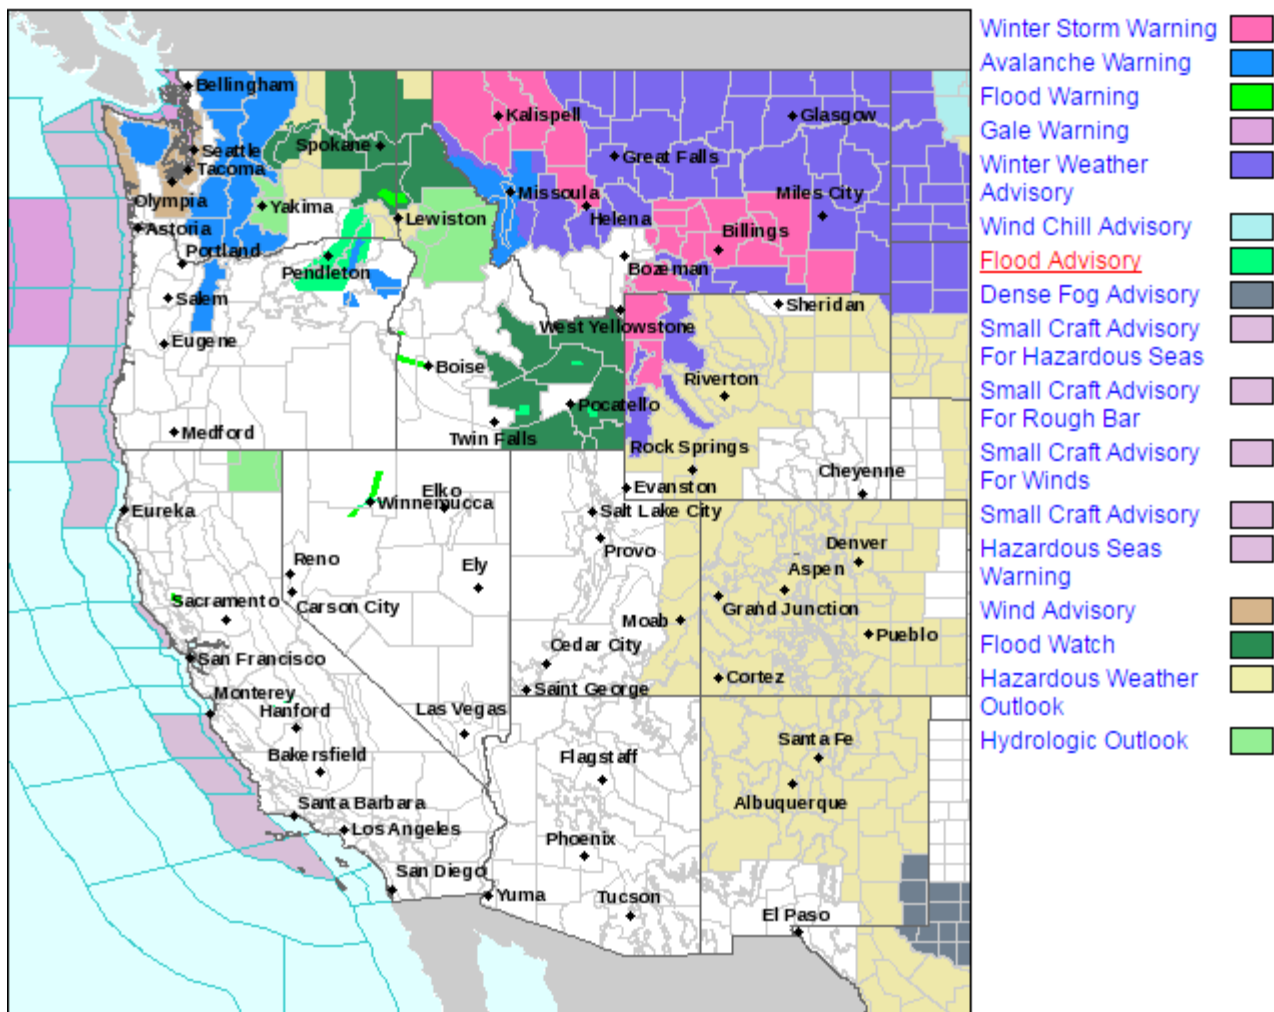 Winter Storm Warning
Avalanche Warning
Flood Warning
Gale Warning
Winter Weather
Advisory
Wind Chill Advisory
Flood Advisory
Dense Fog Advisory
Small Craft Advisory
For Hazardous Seas
Small Craft Advisory
For Rough Bar
Small Craft Advisory
For Winds
Small Craft Advisory
Hazardous Seas
Warning
Wind Advisory
Flood Watch
Hazardous Weather
Outlook
Hydrologic Outlook
Bellingham
Kalispell
Glasgow
Spokane
Seattle
Great Falls
Tacoma
Missoula
Miles City
Olympia
Yakima
Lewiston
Helena
Astoria
Billings
Portland
Pendleton
Bozeman
Salem
Sheridan
West Yellowstone
Eugene
Boise
Riverton
Pocatello
Medford
Twin Falls
Rock Springs
Cheyenne
Elko
Evanston
Winnemucca
Eureka
Salt Lake City
Provo
Denver
Reno
Ely
Aspen
Sacramento
Carson City
Grand Junction
Moab
Pueblo
Cedar City
San Francisco
Cortez
Saint George
Monterey
Hanford
Las Vegas
Santa Fe
Bakersfield
Flagstaff
Albuquerque
Santa Barbara
Los Angeles
Phoenix
San Diego
Yuma
Tucson
El Paso